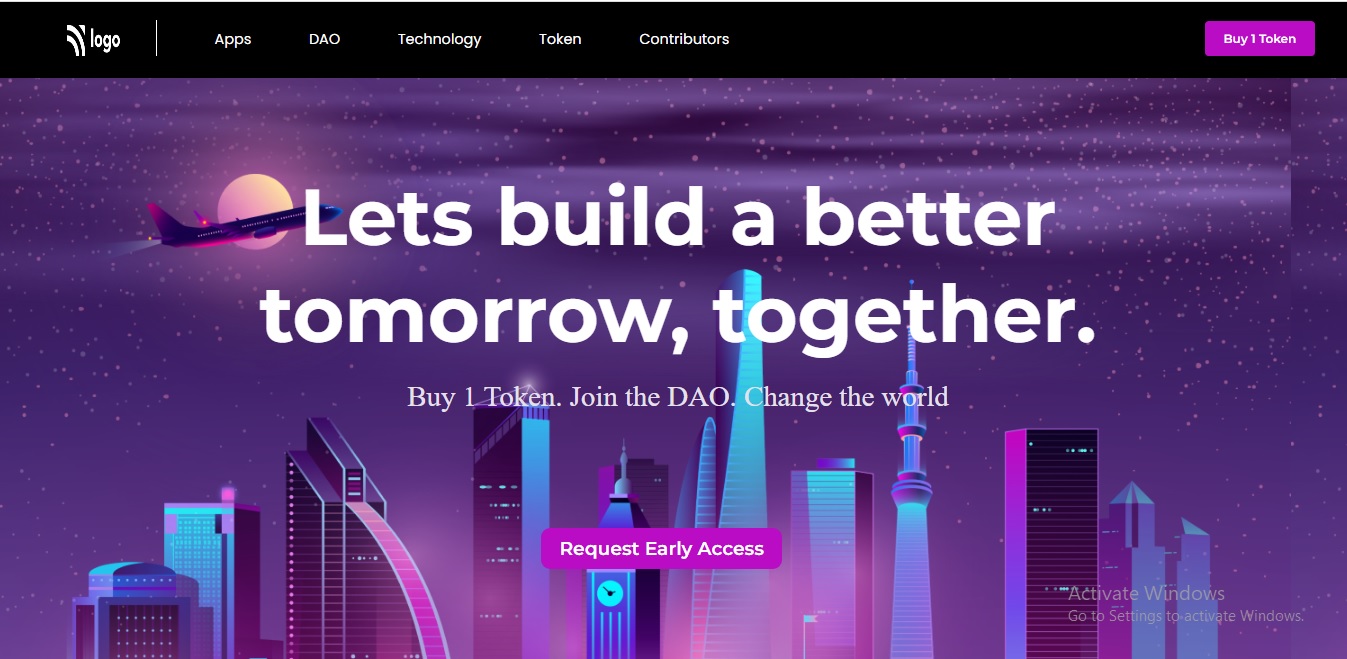 logo
Apps DAO Technology Token Contributors Buy 1 Token
Lets build a better
tomorrow, together.
Buy 1 Token. Join the DAO. Change the world
Request Early Access
Activate Windows
Go to Settings to activate Windows.